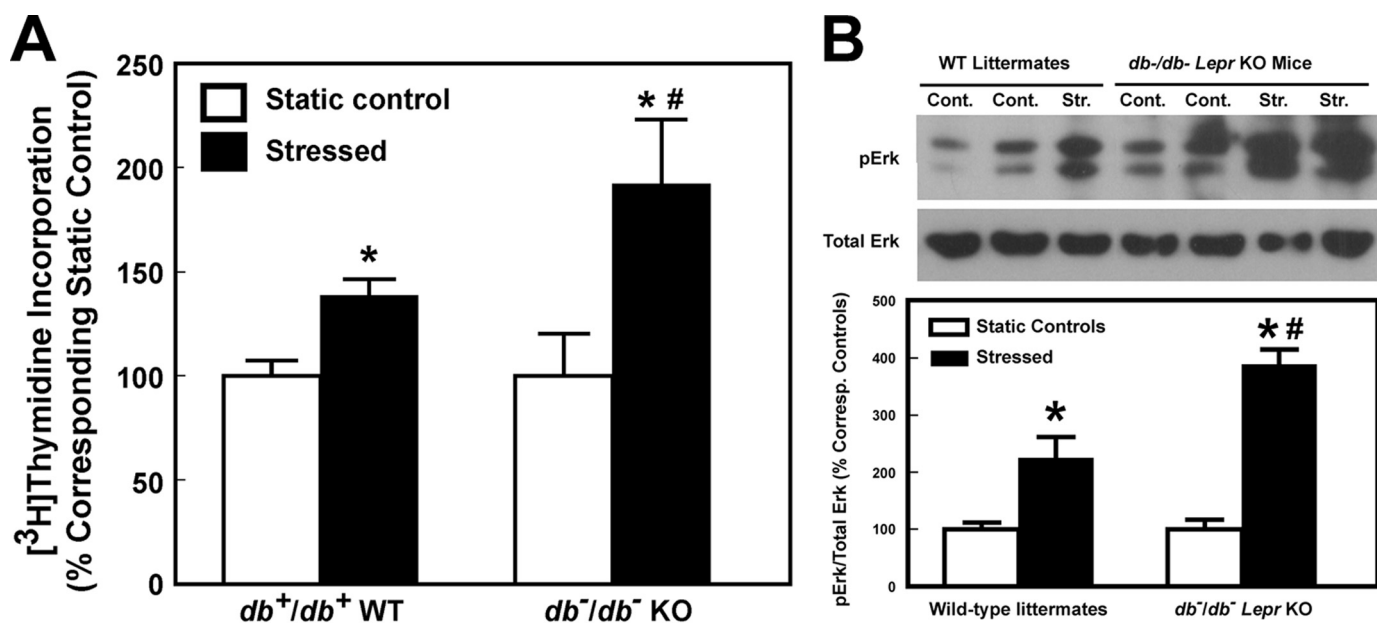 A
[³H]Thymidine Incorporation
(% Corresponding Static Control)
250
200
150
100
50
0
Static control
Stressed
*
* #
db⁺/db⁺ WT
db⁻/db⁻ KO
B
WT Littermates
db-/db- Lepr KO Mice
Cont.
Cont.
Str.
Cont.
Cont.
Str.
Str.
pErk
Total Erk
pErk/Total Erk (% Corresp. Controls)
500
400
300
200
100
0
Static Controls
Stressed
*
* #
Wild-type littermates
db⁻/db⁻ Lepr KO